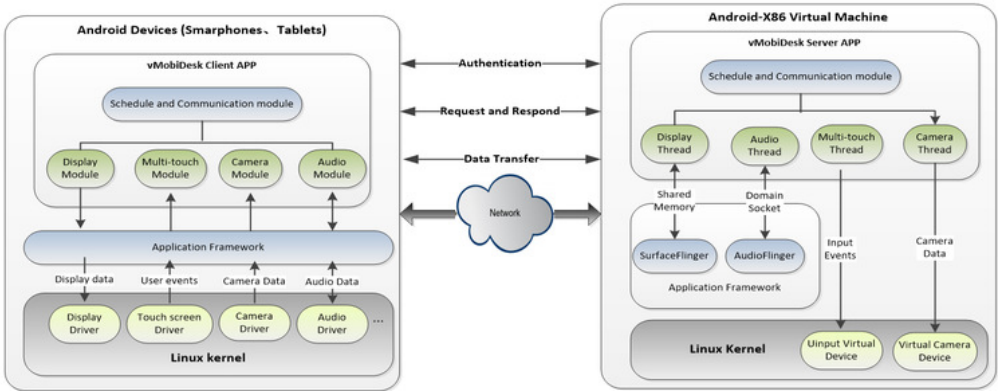 Android Devices (Smarphones、Tablets)
vMobiDesk Client APP
Schedule and Communication module
Display
Module
Multi-touch
Module
Camera
Module
Audio
Module
Application Framework
Display data
User events
Camera Data
Audio Data
Display
Driver
Touch screen
Driver
Camera
Driver
Audio
Driver
...
Linux kernel
Authentication
Request and Respond
Data Transfer
Network
Android-X86 Virtual Machine
vMobiDesk Server APP
Schedule and Communication module
Display
Thread
Audio
Thread
Multi-touch
Thread
Camera
Thread
Shared
Memory
Domain
Socket
SurfaceFlinger
AudioFlinger
Application Framework
Input
Events
Camera
Data
Linux Kernel
Uinput Virtual
Device
Virtual Camera
Device